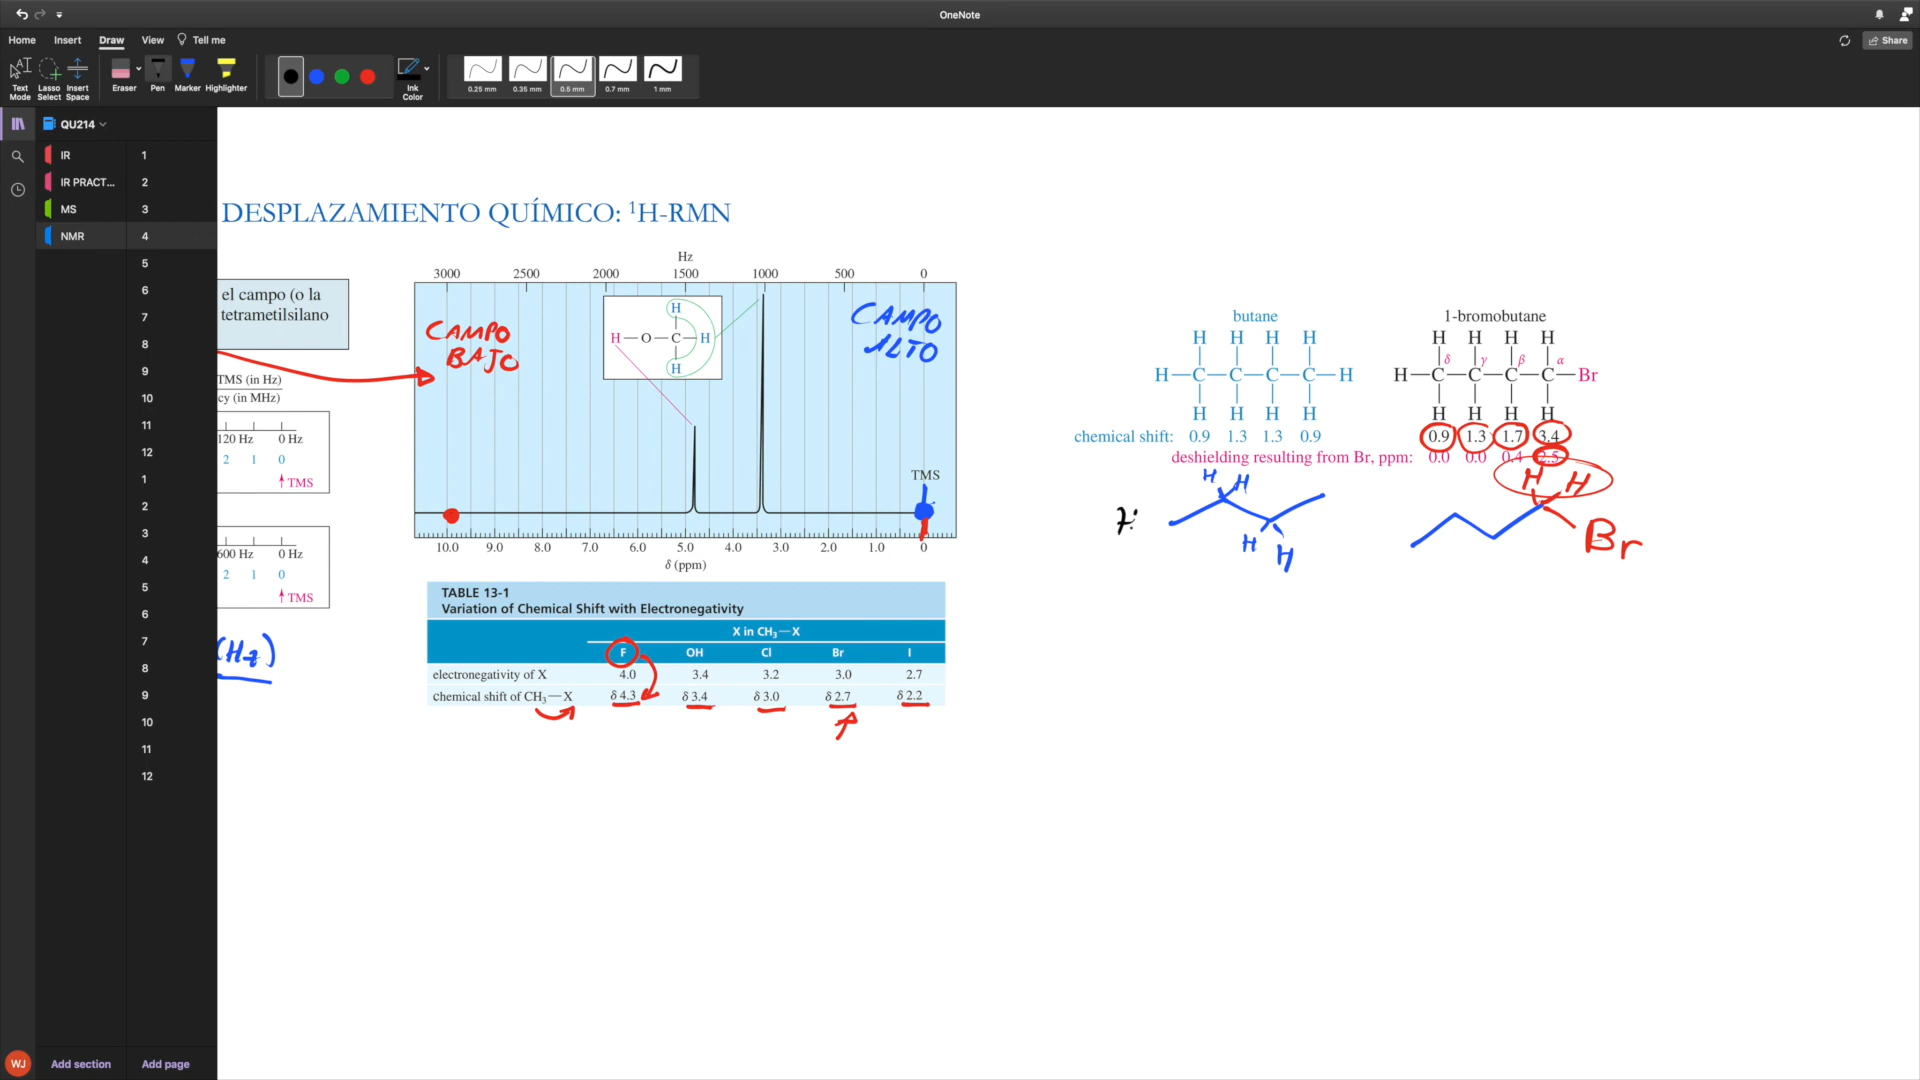 OneNote
Home Insert Draw View Tell me
Share
Text Mode
Lasso Select
Insert Space
Eraser
Pen
Marker
Highlighter
Ink Color
0.25 mm
0.35 mm
0.5 mm
0.7 mm
1 mm
QU214
IR
IR PRACT...
MS
NMR
1
2
3
4
5
6
7
8
9
10
11
12
1
2
3
4
5
6
7
8
9
10
11
12
WJ
Add section
Add page
DESPLAZAMIENTO QUÍMICO: ¹H-RMN
el campo (o la
tetrametilsilano
TMS (in Hz)
cy (in MHz)
120 Hz 0 Hz
2 1 0
TMS
600 Hz 0 Hz
2 1 0
TMS
(Hz)
Hz
3000 2500 2000 1500 1000 500 0
CAMPO
BAJO
H
H—O—C—H
H
CAMPO
ALTO
TMS
10.0 9.0 8.0 7.0 6.0 5.0 4.0 3.0 2.0 1.0 0
δ (ppm)
TABLE 13-1
Variation of Chemical Shift with Electronegativity
X in CH₃—X
F OH Cl Br I
electronegativity of X 4.0 3.4 3.2 3.0 2.7
chemical shift of CH₃—X δ 4.3 δ 3.4 δ 3.0 δ 2.7 δ 2.2
butane
H H H H
H—C—C—C—C—H
H H H H
chemical shift: 0.9 1.3 1.3 0.9
1-bromobutane
H H H H
δ γ β α
H—C—C—C—C—Br
H H H H
0.9 1.3 1.7 3.4
deshielding resulting from Br, ppm: 0.0 0.0 0.4 2.5
H H
H H
H H
Br